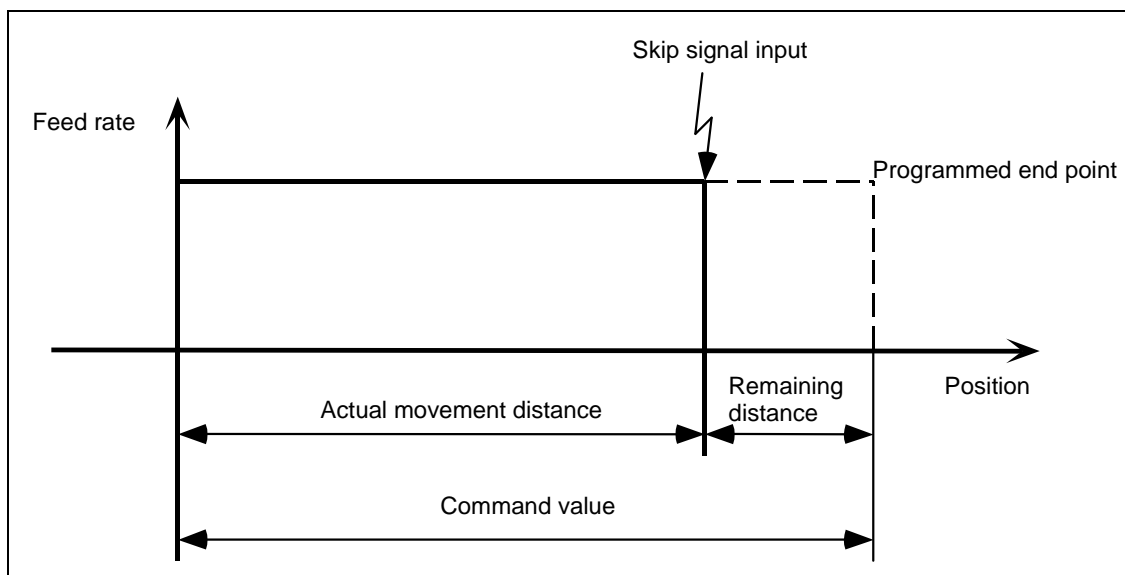 Skip signal input
Feed rate
Programmed end point
Remaining
distance
Position
Actual movement distance
Command value